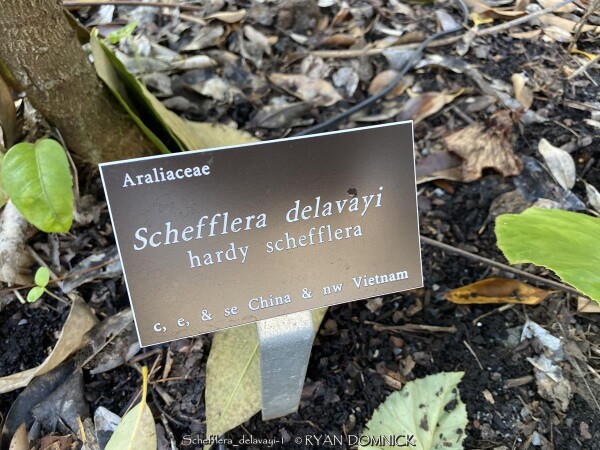 Araliaceae
Schefflera delavayi
hardy schefflera
c, e, & se China & nw Vietnam
Schefflera_delavayi-1 © RYAN DOMNICK